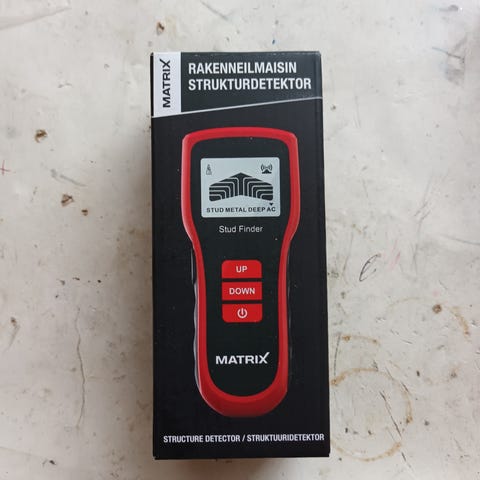 MATRIX
RAKENNEILMAISIN
STRUKTURDETEKTOR
STUD METAL DEEP AC
Stud Finder
UP
DOWN
MATRIX
STRUCTURE DETECTOR / STRUKTUURIDETEKTOR